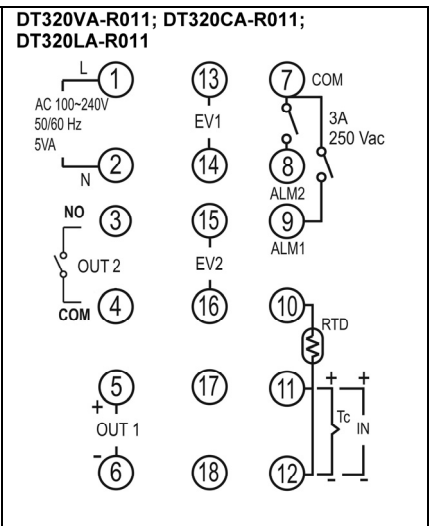 DT320VA-R011; DT320CA-R011;
DT320LA-R011
L
1
13
7
COM
AC 100~240V
50/60 Hz
5VA
EV1
3A
250 Vac
N
2
14
8
ALM2
NO
3
15
9
ALM1
OUT 2
EV2
COM
4
16
10
RTD
5
17
11
+
+
+
OUT 1
Tc
IN
-
6
18
12
-
-